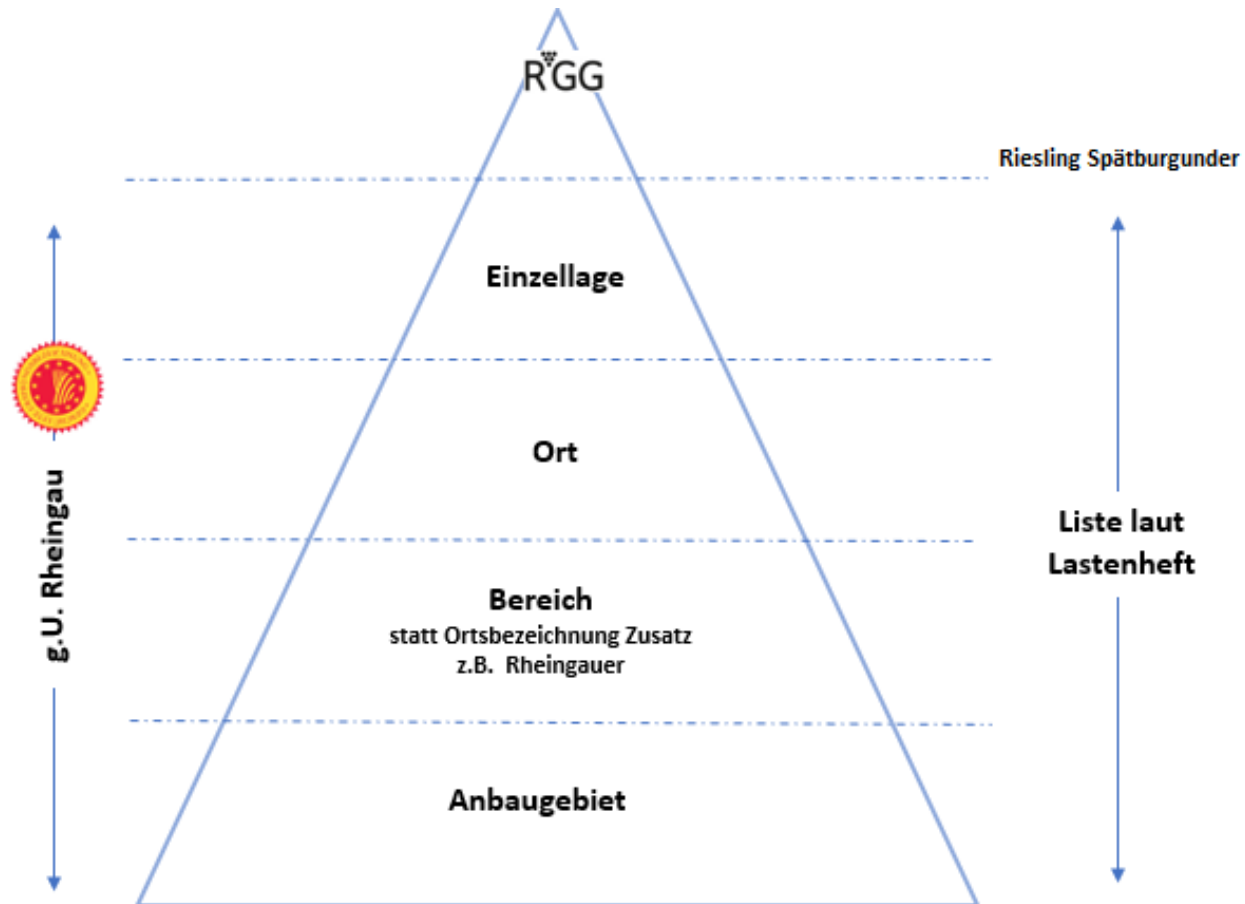 RGG
Riesling Spätburgunder
Einzellage
Ort
g.U. Rheingau
Liste laut
Lastenheft
Bereich
statt Ortsbezeichnung Zusatz
z.B. Rheingauer
Anbaugebiet